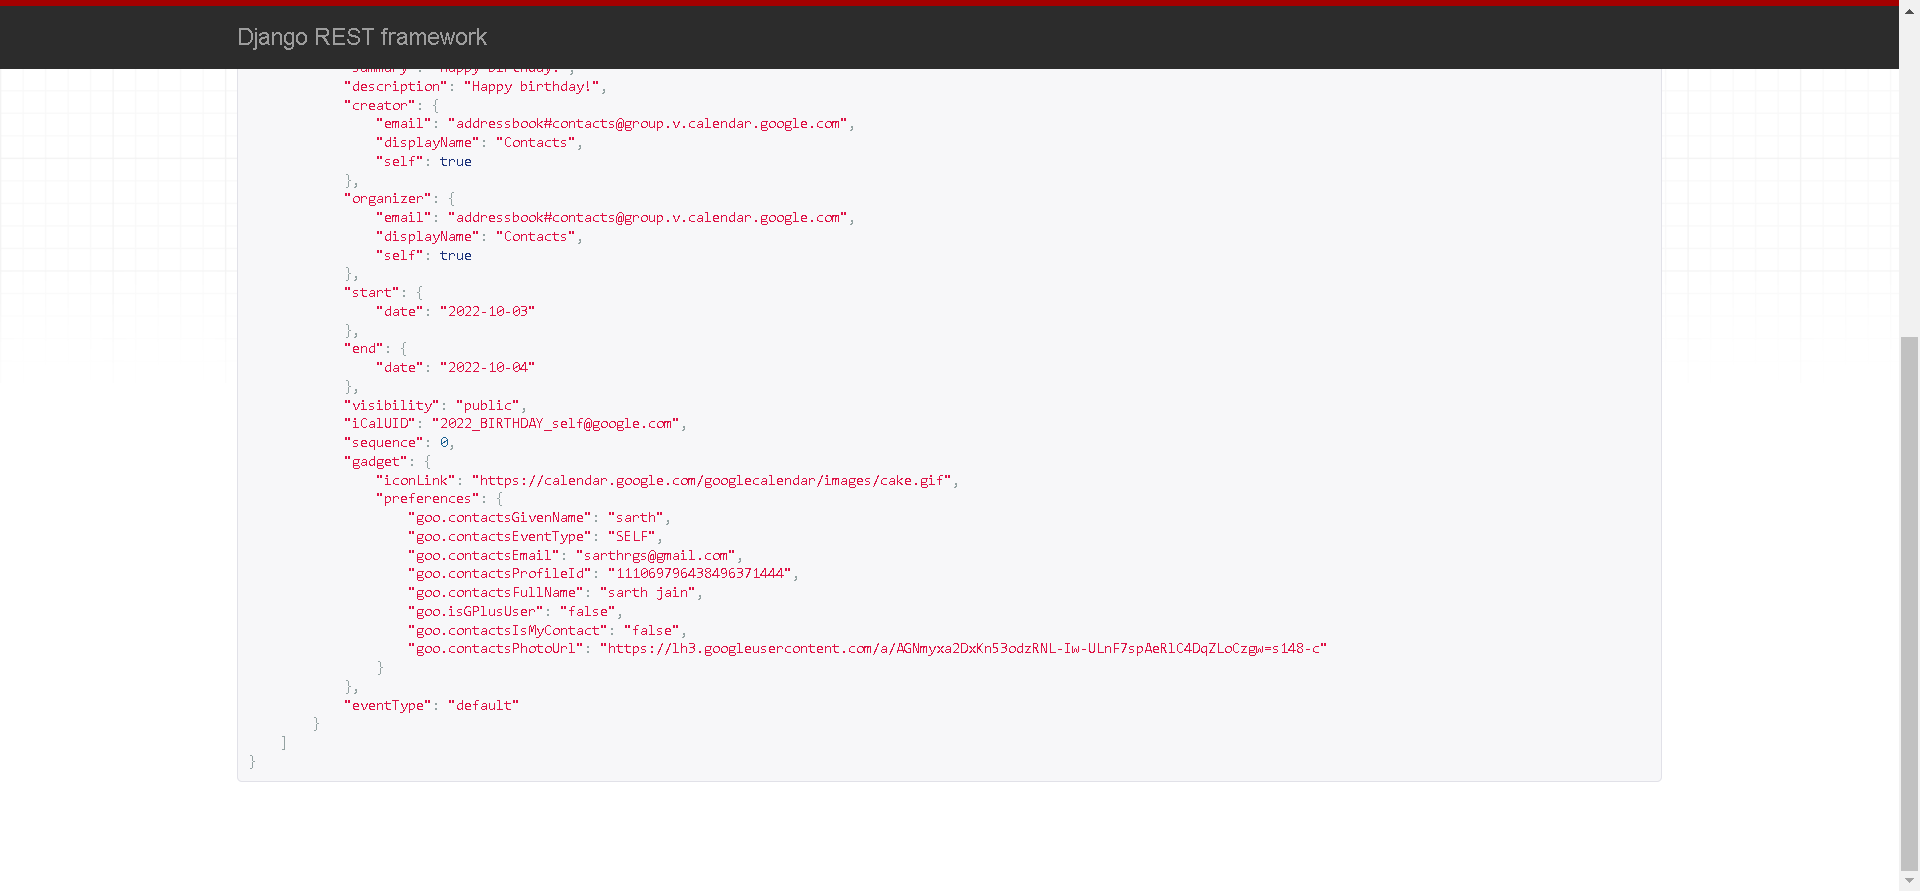 Django REST framework
"summary": "Happy birthday!",
"description": "Happy birthday!",
"creator": {
"email": "addressbook#contacts@group.v.calendar.google.com",
"displayName": "Contacts",
"self": true
},
"organizer": {
"email": "addressbook#contacts@group.v.calendar.google.com",
"displayName": "Contacts",
"self": true
},
"start": {
"date": "2022-10-03"
},
"end": {
"date": "2022-10-04"
},
"visibility": "public",
"iCalUID": "2022_BIRTHDAY_self@google.com",
"sequence": 0,
"gadget": {
"iconLink": "https://calendar.google.com/googlecalendar/images/cake.gif",
"preferences": {
"goo.contactsGivenName": "sarth",
"goo.contactsEventType": "SELF",
"goo.contactsEmail": "sarthrgs@gmail.com",
"goo.contactsProfileId": "111069796438496371444",
"goo.contactsFullName": "sarth jain",
"goo.isGPlusUser": "false",
"goo.contactsIsMyContact": "false",
"goo.contactsPhotoUrl": "https://lh3.googleusercontent.com/a/AGNmyxa2DxKn53odzRNL-Iw-ULnF7spAeRlC4DqZLoCzgw=s148-c"
}
},
"eventType": "default"
}
]
}